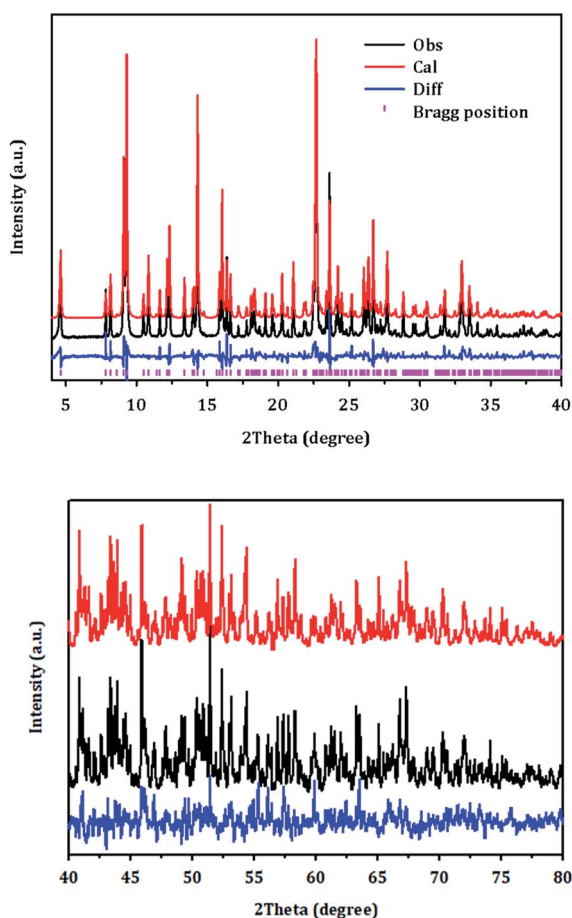 Obs
Cal
Diff
Bragg position
Intensity (a.u.)
5 10 15 20 25 30 35 40
2Theta (degree)
Intensity (a.u.)
40 45 50 55 60 65 70 75 80
2Theta (degree)